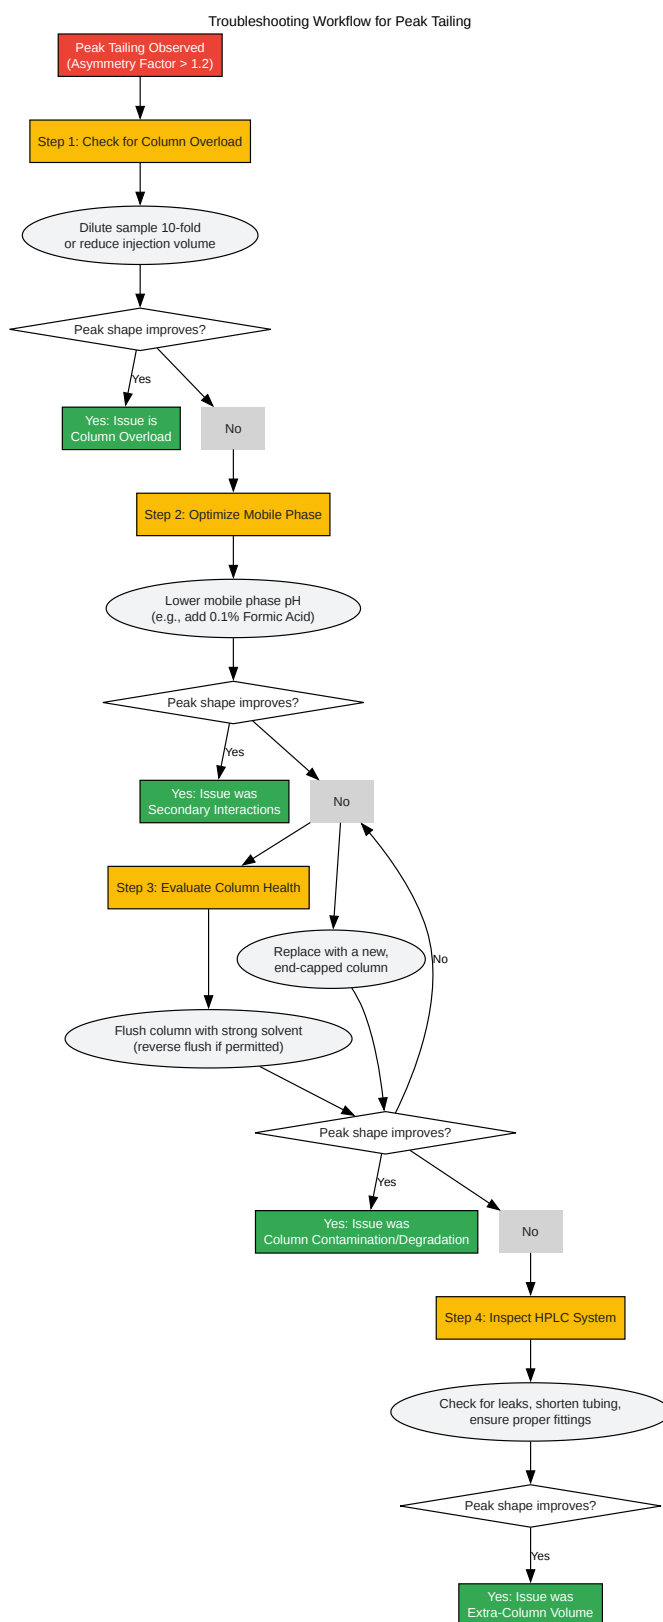 Troubleshooting Workflow for Peak Tailing
Peak Tailing Observed
(Asymmetry Factor > 1.2)
Step 1: Check for Column Overload
Dilute sample 10-fold
or reduce injection volume
Peak shape improves?
Yes
Yes: Issue is
Column Overload
No
Step 2: Optimize Mobile Phase
Lower mobile phase pH
(e.g., add 0.1% Formic Acid)
Peak shape improves?
Yes
Yes: Issue was
Secondary Interactions
No
Step 3: Evaluate Column Health
Replace with a new,
end-capped column
No
Flush column with strong solvent
(reverse flush if permitted)
Peak shape improves?
Yes
Yes: Issue was
Column Contamination/Degradation
No
Step 4: Inspect HPLC System
Check for leaks, shorten tubing,
ensure proper fittings
Peak shape improves?
Yes
Yes: Issue was
Extra-Column Volume